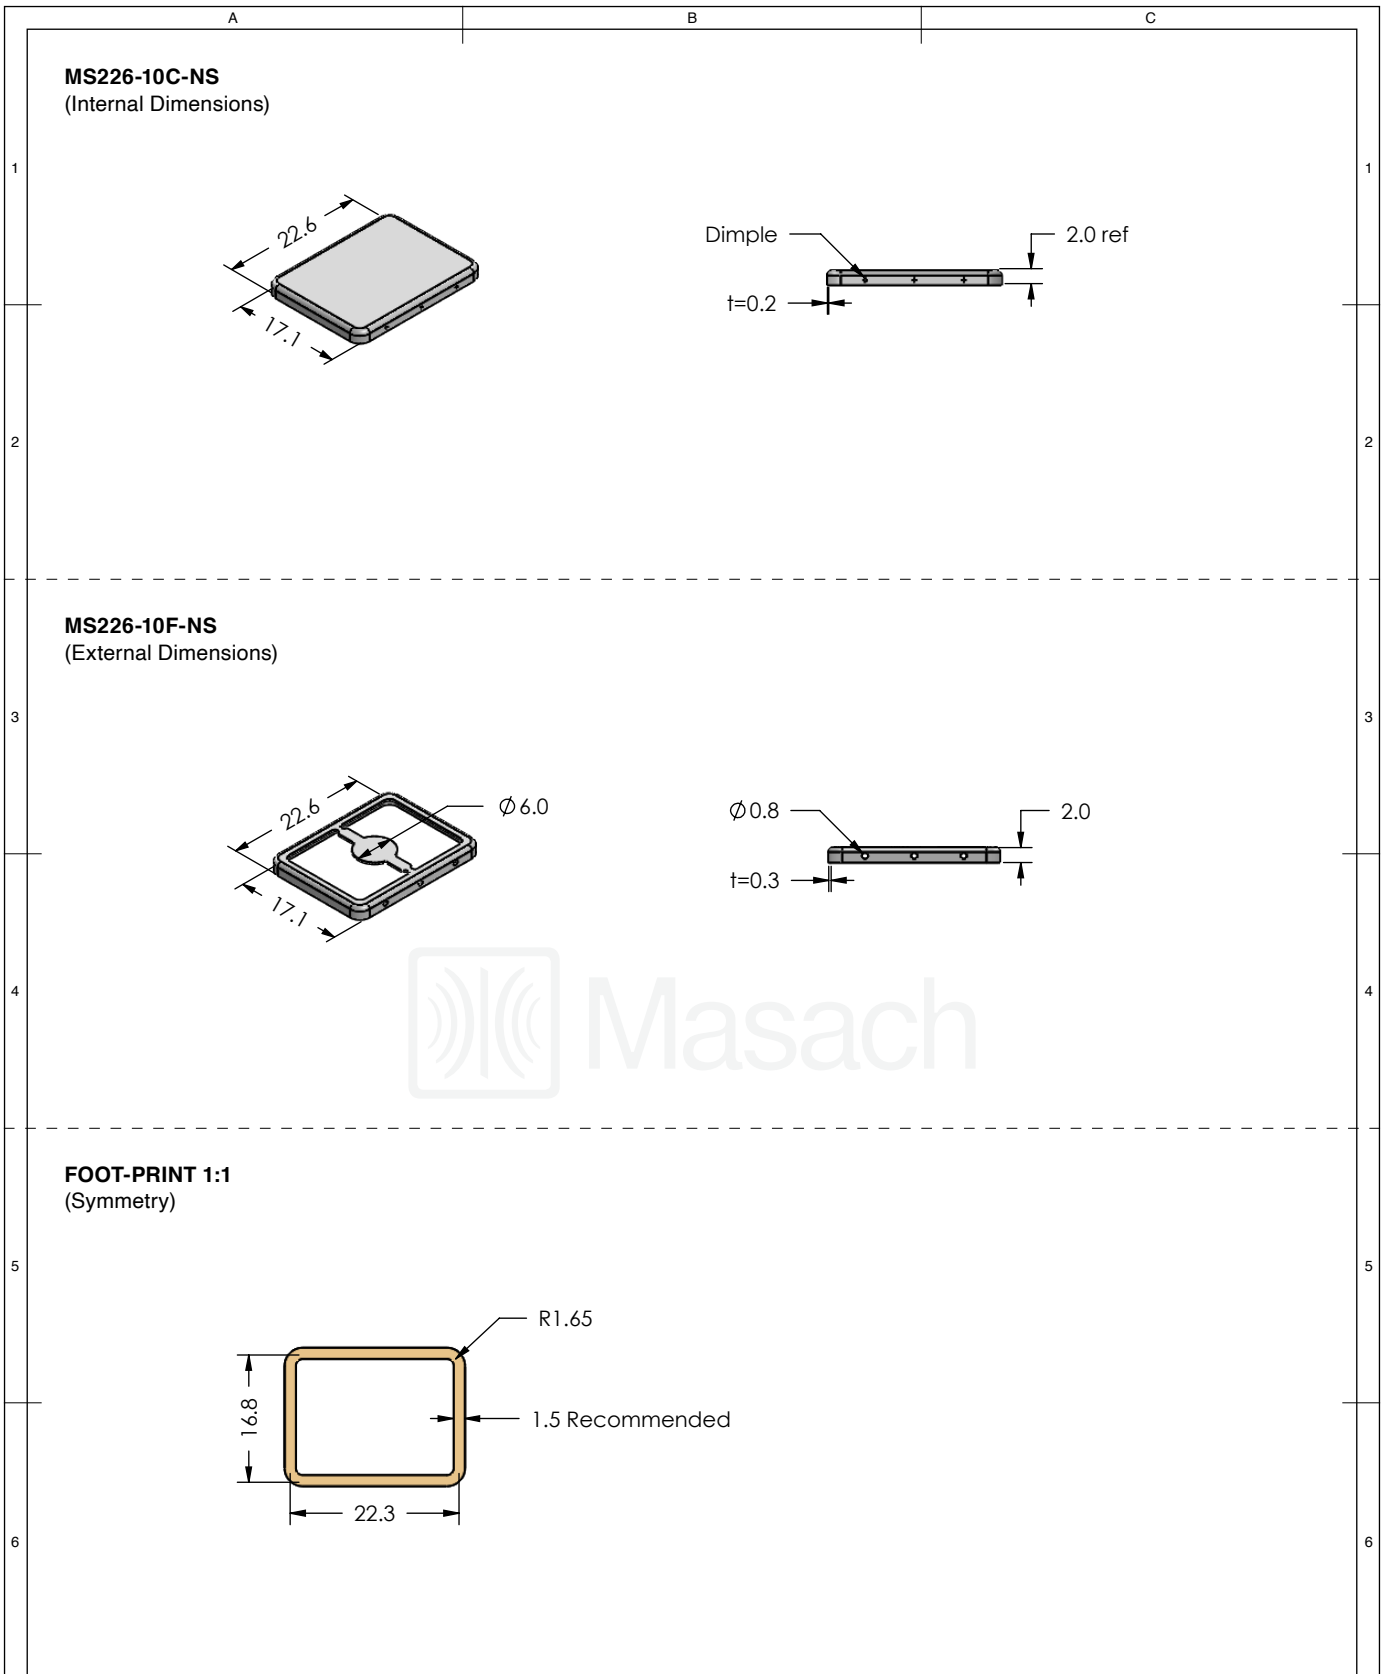 A B C
MS226-10C-NS
(Internal Dimensions)
1 1
22.6
17.1
Dimple
2.0 ref
t=0.2
2 2
MS226-10F-NS
(External Dimensions)
3 3
22.6
Ø6.0
17.1
Ø0.8
2.0
t=0.3
Masach
4 4
FOOT-PRINT 1:1
(Symmetry)
5 5
R1.65
16.8
1.5 Recommended
22.3
6 6